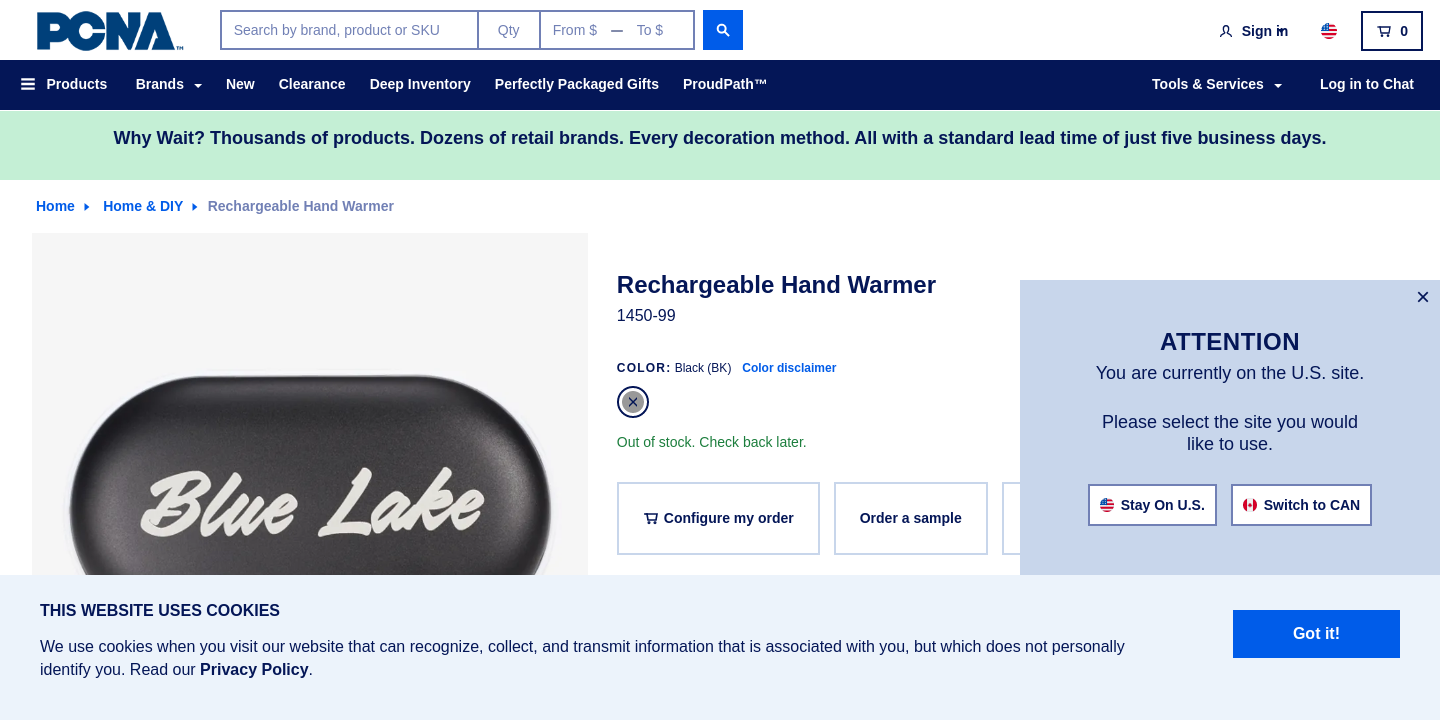 PCNA™
Search by brand, product or SKU
Qty
From $ — To $
Sign in
0
Products
Brands
New
Clearance
Deep Inventory
Perfectly Packaged Gifts
ProudPath™
Tools & Services
Log in to Chat
Why Wait? Thousands of products. Dozens of retail brands. Every decoration method. All with a standard lead time of just five business days.
Home
Home & DIY
Rechargeable Hand Warmer
Blue Lake
Rechargeable Hand Warmer
1450-99
COLOR: Black (BK) Color disclaimer
Out of stock. Check back later.
Configure my order
Order a sample
×
ATTENTION
You are currently on the U.S. site.
Please select the site you would
like to use.
Stay On U.S.
Switch to CAN
THIS WEBSITE USES COOKIES
We use cookies when you visit our website that can recognize, collect, and transmit information that is associated with you, but which does not personally
identify you. Read our Privacy Policy.
Got it!